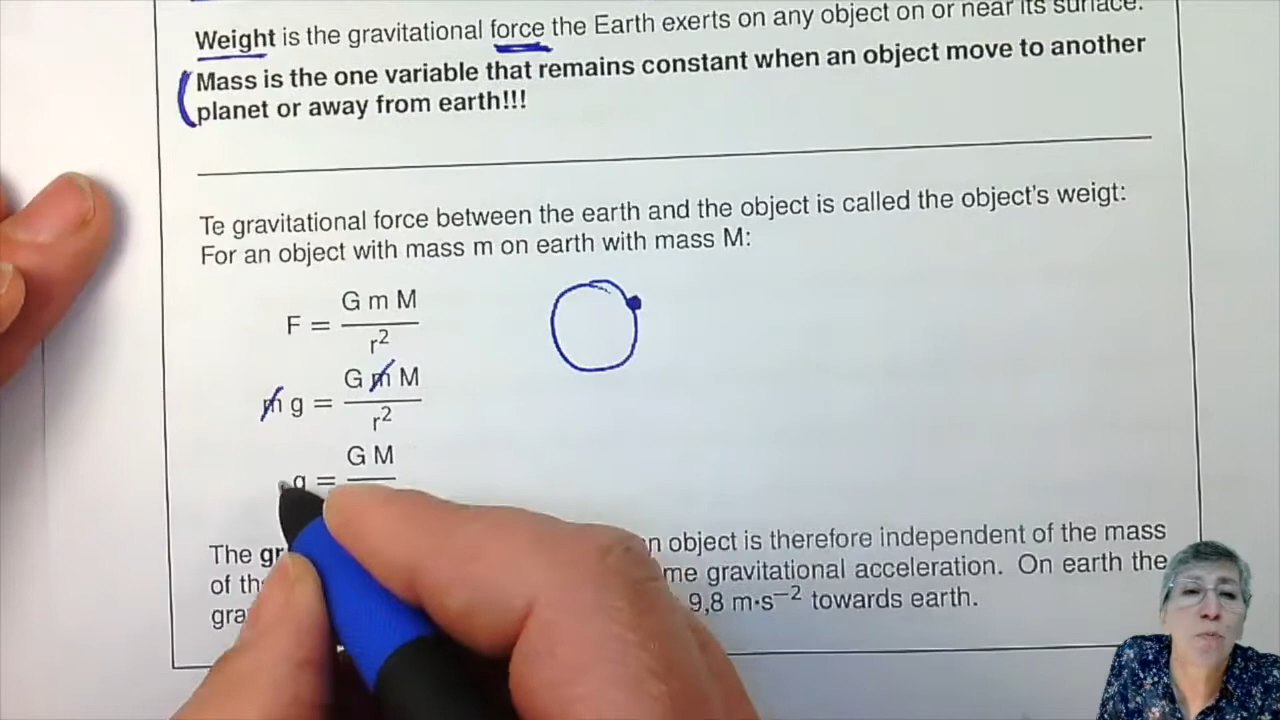 Weight is the gravitational force the Earth exerts on any object on or near its surface.
Mass is the one variable that remains constant when an object move to another
planet or away from earth!!!
Te gravitational force between the earth and the object is called the object's weigt:
For an object with mass m on earth with mass M:
F = G m M / r²
m g = G m M / r²
g = G M
The gr n object is therefore independent of the mass
of th me gravitational acceleration. On earth the
gra 9,8 m·s⁻² towards earth.